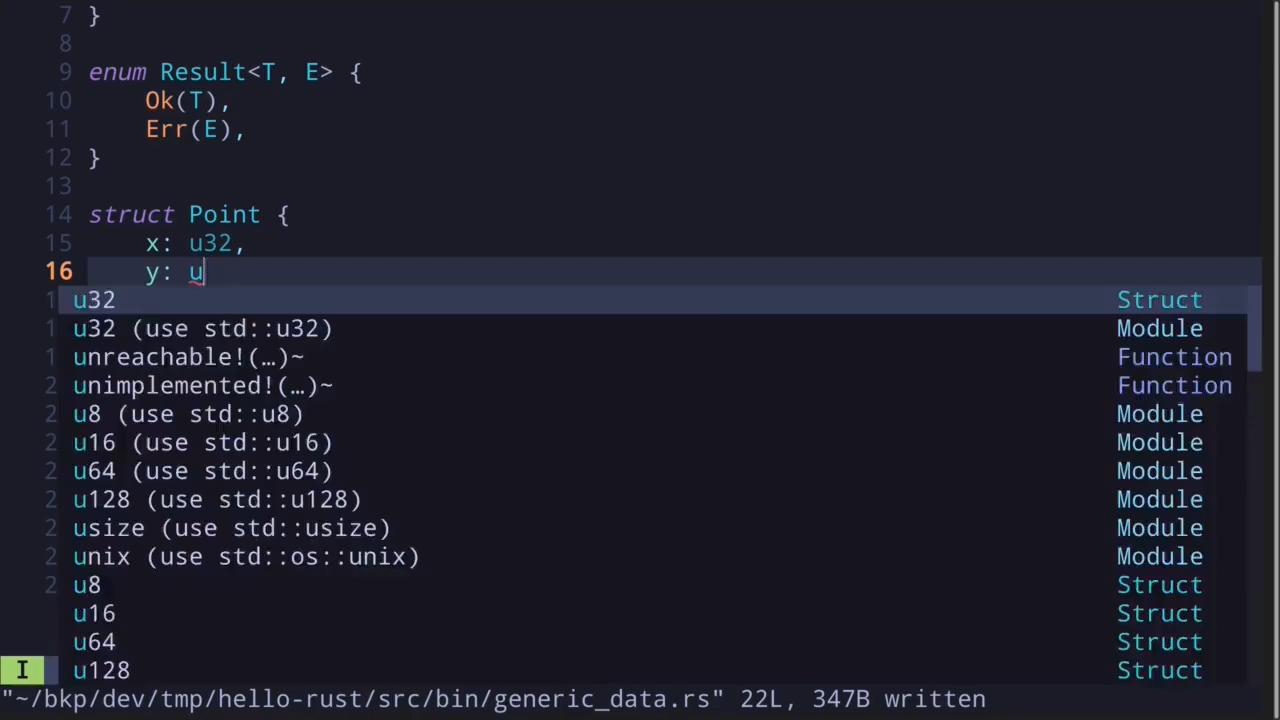 7 }
8
9 enum Result<T, E> {
10     Ok(T),
11     Err(E),
12 }
13
14 struct Point {
15     x: u32,
16     y: u
1 u32 Struct
1 u32 (use std::u32) Module
1 unreachable!(…)~ Function
2 unimplemented!(…)~ Function
2 u8 (use std::u8) Module
2 u16 (use std::u16) Module
2 u64 (use std::u64) Module
2 u128 (use std::u128) Module
2 usize (use std::usize) Module
2 unix (use std::os::unix) Module
2 u8 Struct
u16 Struct
u64 Struct
I u128 Struct
"~/bkp/dev/tmp/hello-rust/src/bin/generic_data.rs" 22L, 347B written